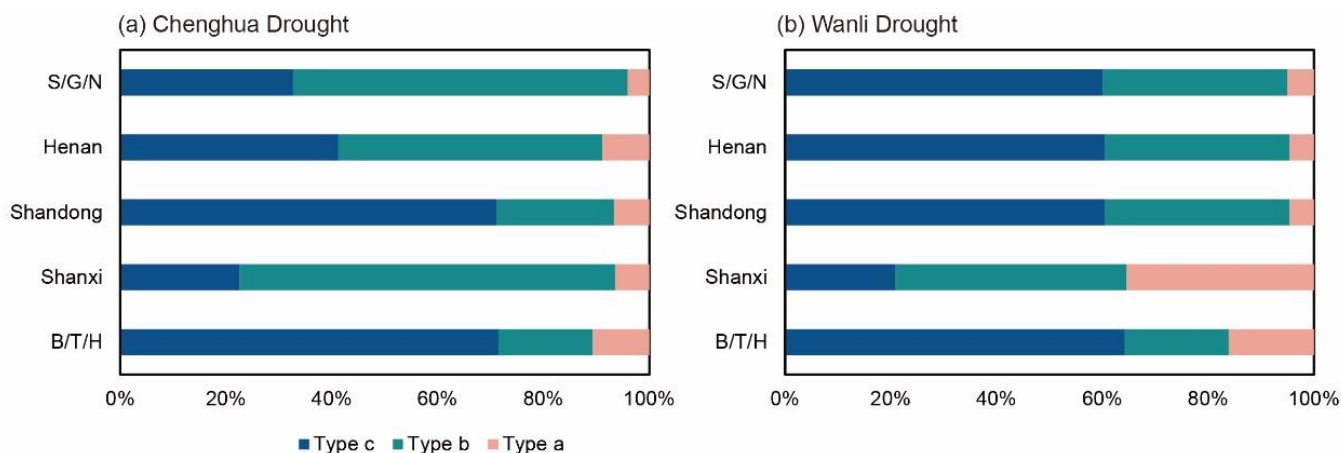 (a) Chenghua Drought
S/G/N
Henan
Shandong
Shanxi
B/T/H
0% 20% 40% 60% 80% 100%
Type c Type b Type a
(b) Wanli Drought
S/G/N
Henan
Shandong
Shanxi
B/T/H
0% 20% 40% 60% 80% 100%